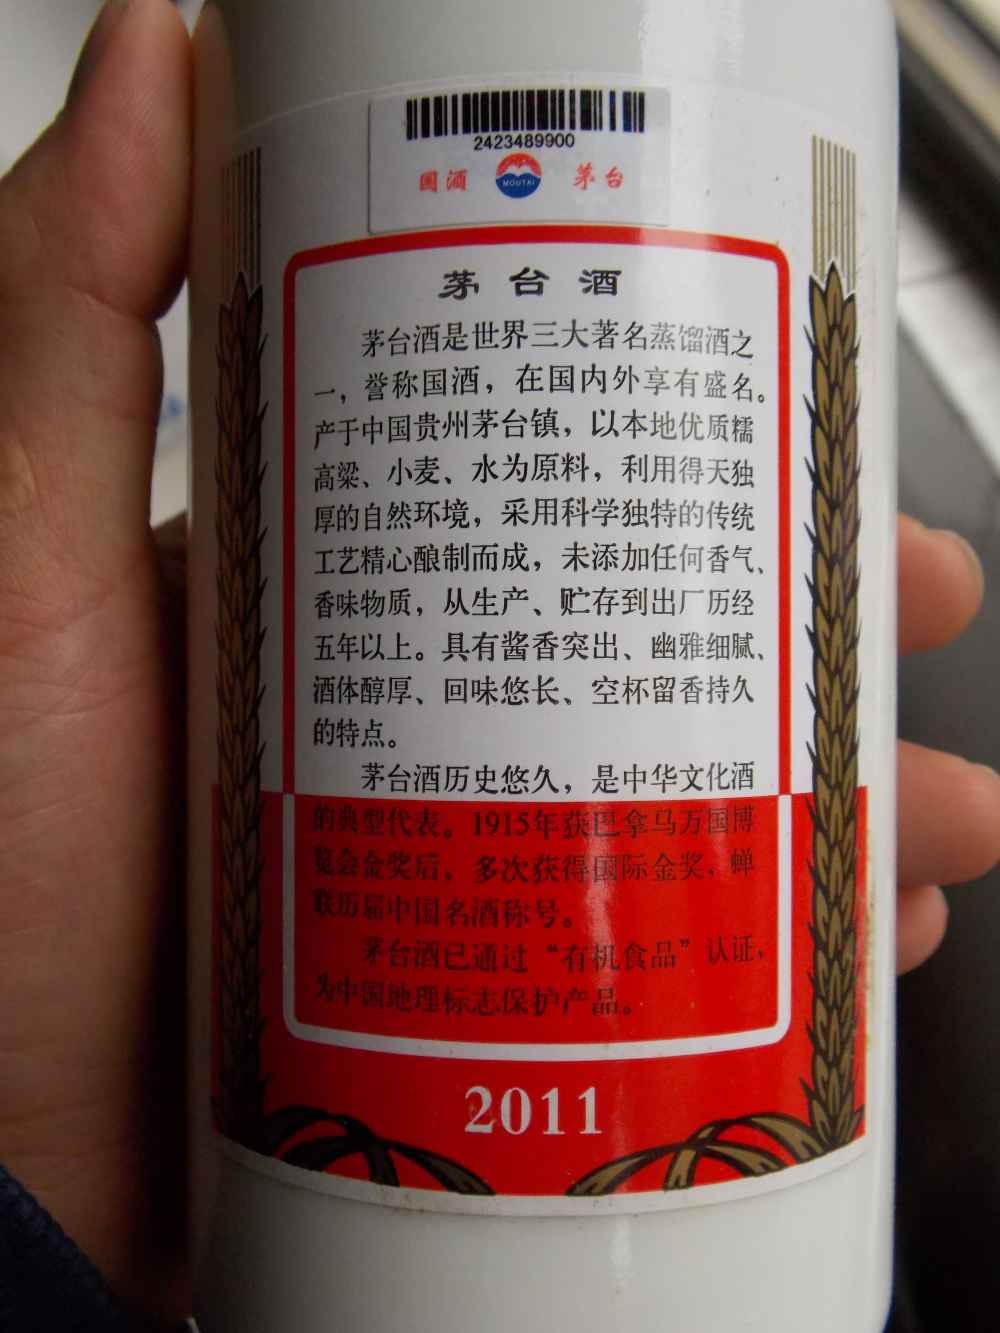 2423489900
国酒 MOUTAI 茅台
茅台酒
茅台酒是世界三大著名蒸馏酒之
一，誉称国酒，在国内外享有盛名。
产于中国贵州茅台镇，以本地优质糯
高粱、小麦、水为原料，利用得天独
厚的自然环境，采用科学独特的传统
工艺精心酿制而成，未添加任何香气、
香味物质，从生产、贮存到出厂历经
五年以上。具有酱香突出、幽雅细腻、
酒体醇厚、回味悠长、空杯留香持久
的特点。
茅台酒历史悠久，是中华文化酒
的典型代表。1915年获巴拿马万国博
览会金奖后，多次获得国际金奖，蝉
联历届中国名酒称号。
茅台酒已通过“有机食品”认证，
为中国地理标志保护产品。
2011